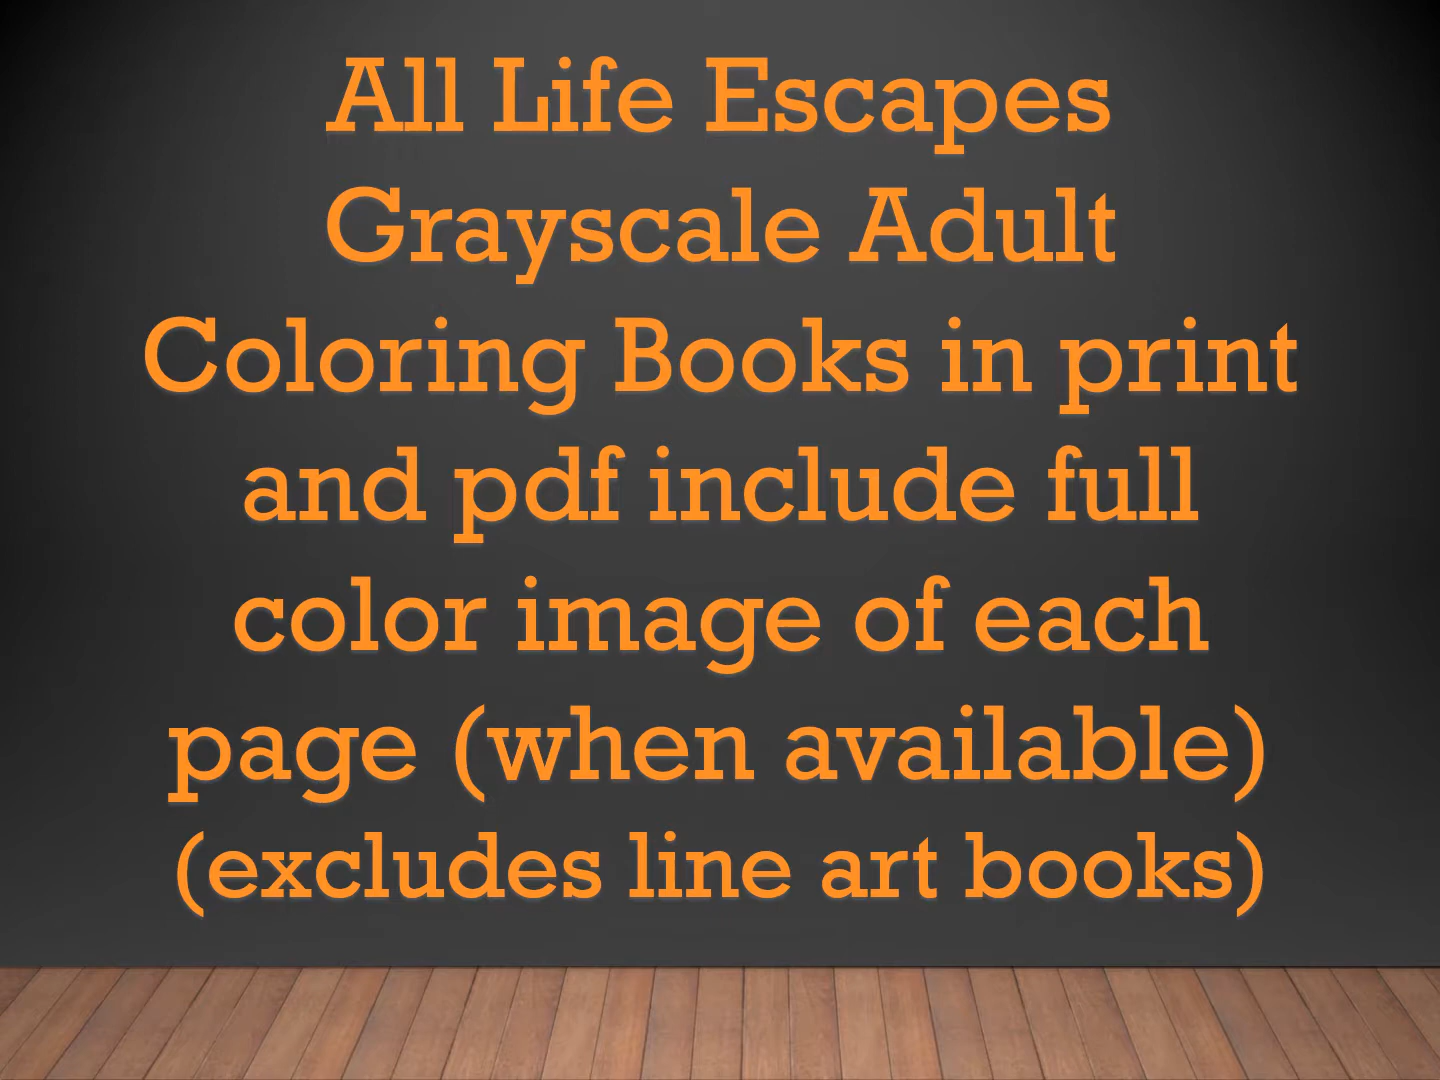 All Life Escapes
Grayscale Adult
Coloring Books in print
and pdf include full
color image of each
page (when available)
(excludes line art books)